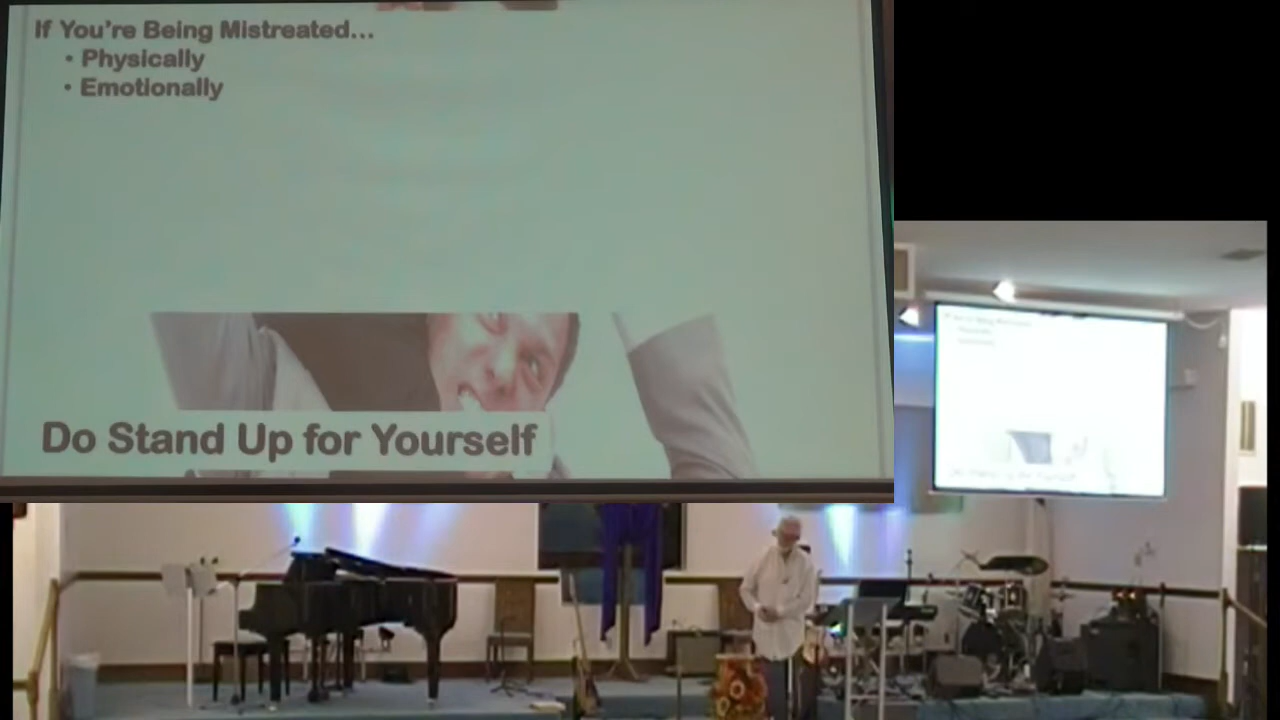 If You're Being Mistreated...
• Physically
• Emotionally
Do Stand Up for Yourself